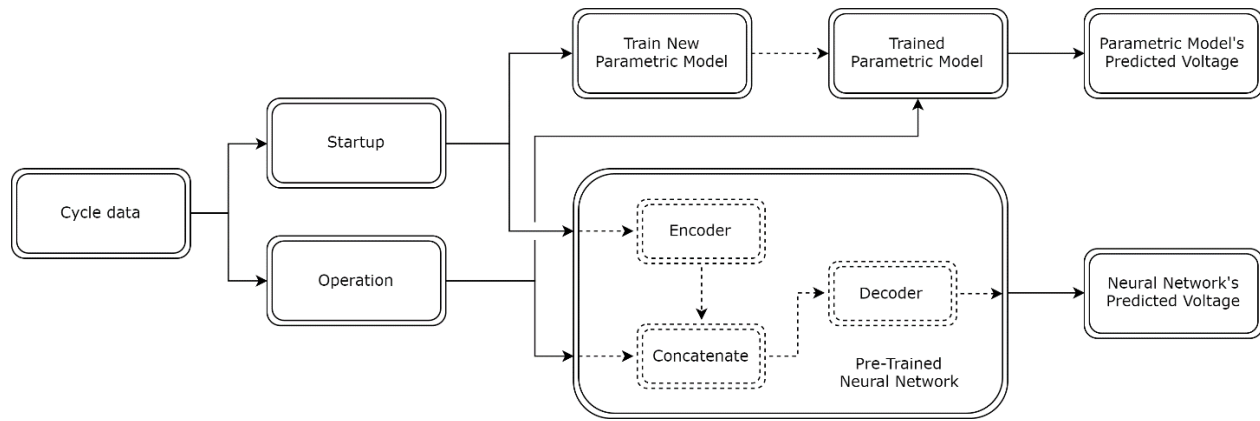 Train New
Parametric Model
Trained
Parametric Model
Parametric Model's
Predicted Voltage
Startup
Cycle data
Operation
Encoder
Decoder
Concatenate
Pre-Trained
Neural Network
Neural Network's
Predicted Voltage